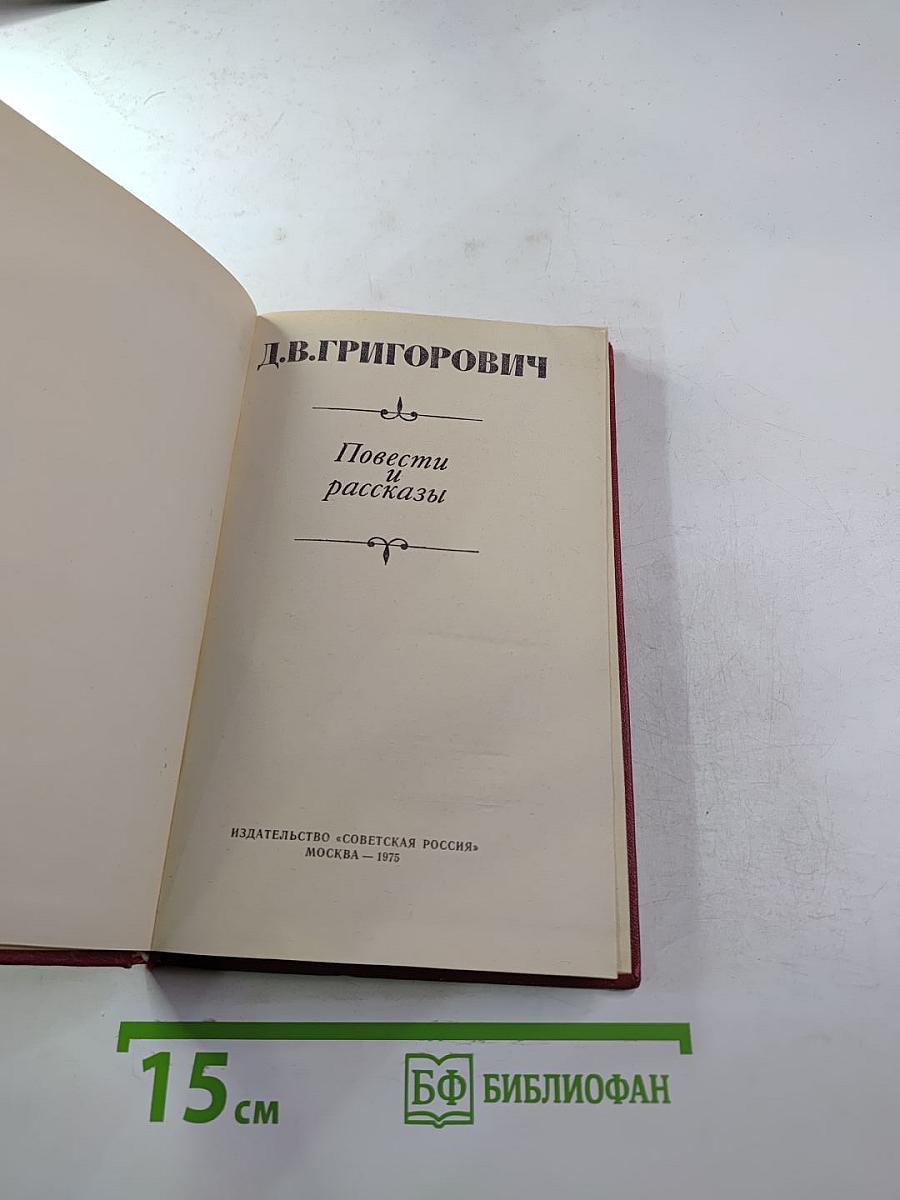 Д.В.ГРИГОРОВИЧ
Повести
и
рассказы
ИЗДАТЕЛЬСТВО «СОВЕТСКАЯ РОССИЯ»
МОСКВА — 1975
15 см
БФ БИБЛИОФАН